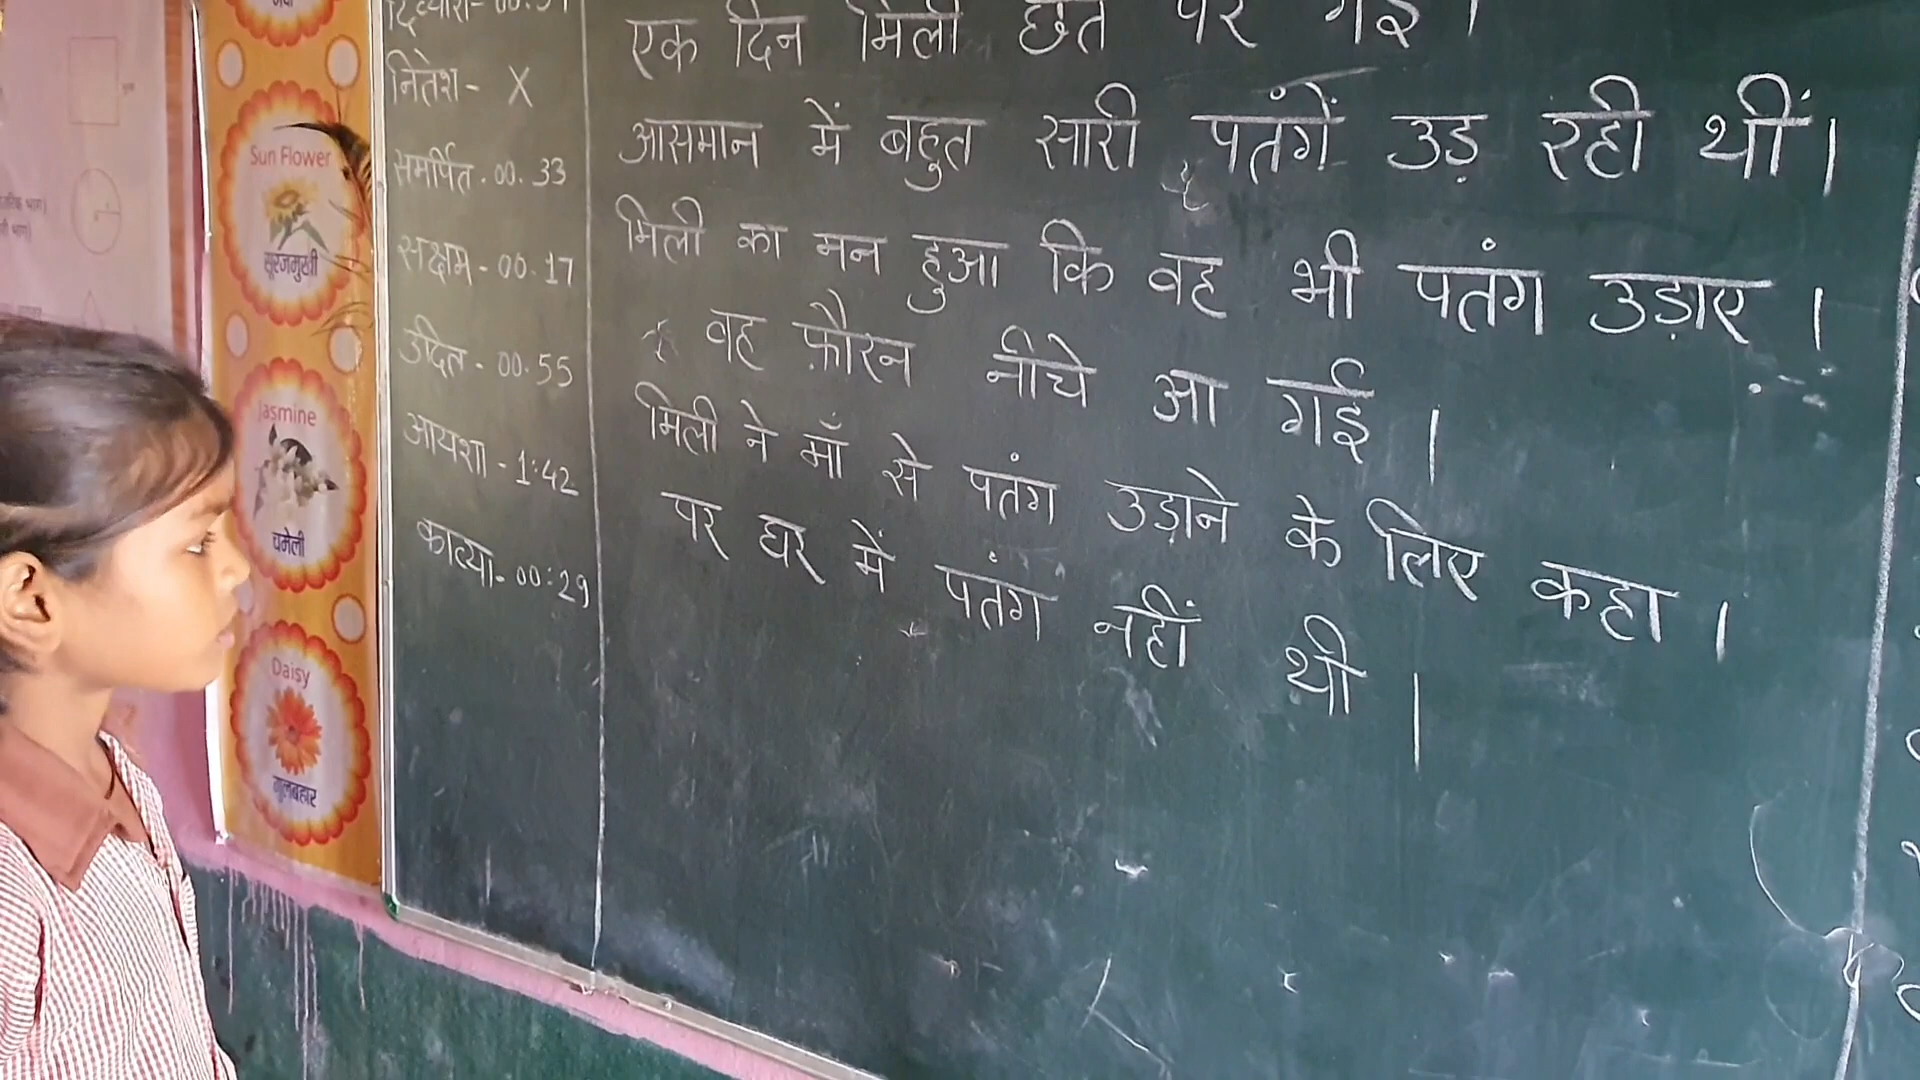 Sun Flower
सूरजमुखी
Jasmine
चमेली
Daisy
गुलबहार
नितेश- X
समर्पित. 00. 33
सक्षम- 00. 17
उदित- 00. 55
आयशा - 1:42
काव्या- 00:29
एक दिन मिली छत पर गई ।
आसमान में बहुत सारी पतंगें उड़ रही थीं।
मिली का मन हुआ कि वह भी पतंग उड़ाए ।
वह फ़ौरन नीचे आ गई ।
मिली ने माँ से पतंग उड़ाने के लिए कहा ।
पर घर में पतंग नहीं थी ।